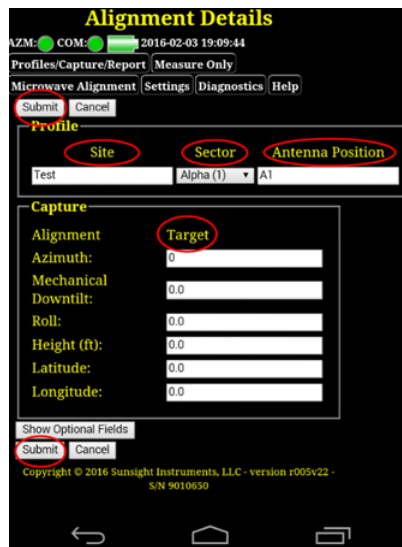 Alignment Details
AZM: COM: 2016-02-03 19:09:44
Profiles/Capture/Report Measure Only
Microwave Alignment Settings Diagnostics Help
Submit Cancel
Profile
Site Sector Antenna Position
Test Alpha (1) A1
Capture
Alignment Target
Azimuth: 0
Mechanical
Downtilt: 0.0
Roll: 0.0
Height (ft): 0.0
Latitude: 0.0
Longitude: 0.0
Show Optional Fields
Submit Cancel
Copyright © 2016 Sunsight Instruments, LLC - version r005v22 -
S/N 9010650